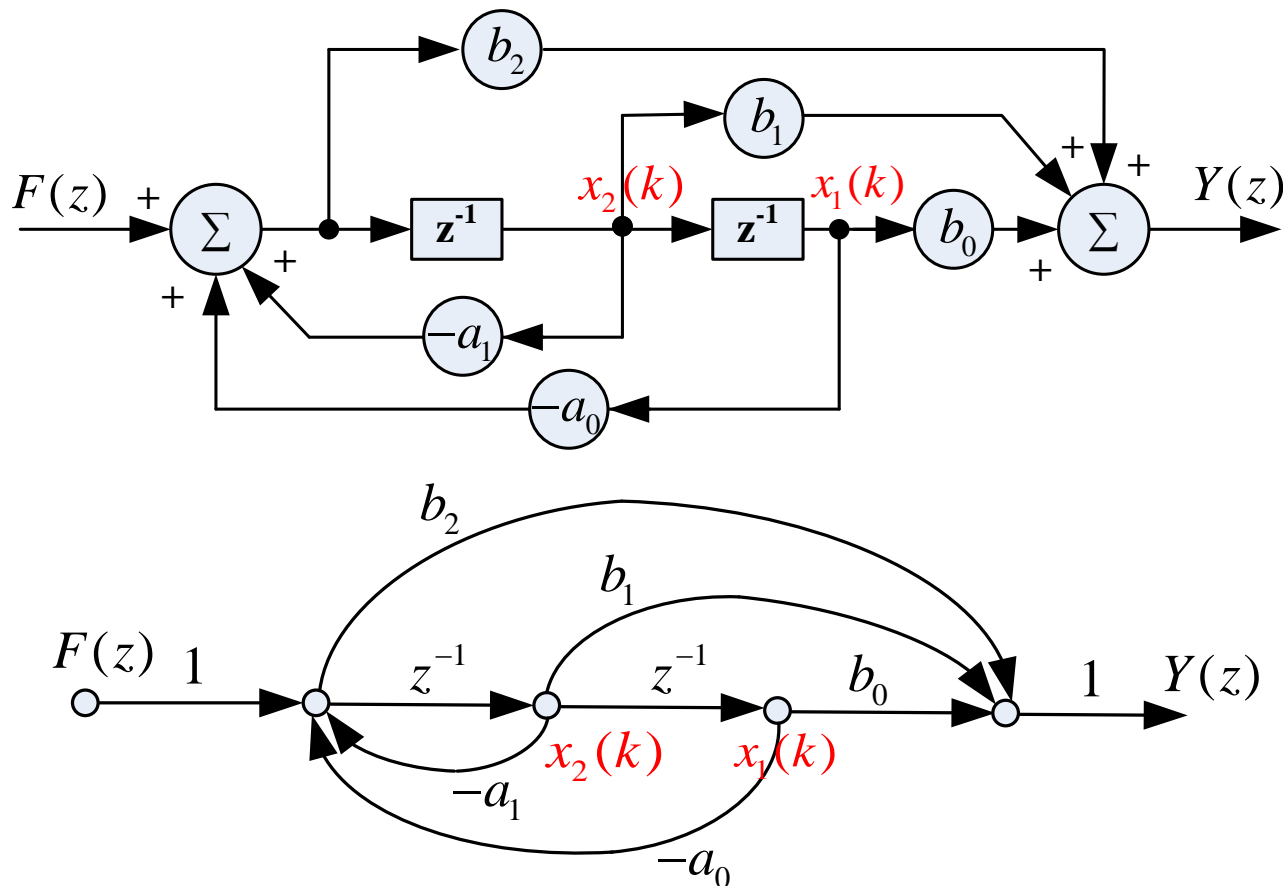 b₂
b₁
F(z) + x₂(k) x₁(k) + + Y(z)
Σ z⁻¹ z⁻¹ b₀ Σ
+ + +
−a₁
−a₀
b₂
b₁
F(z) 1 z⁻¹ z⁻¹ b₀ 1 Y(z)
x₂(k) x₁(k)
−a₁
−a₀